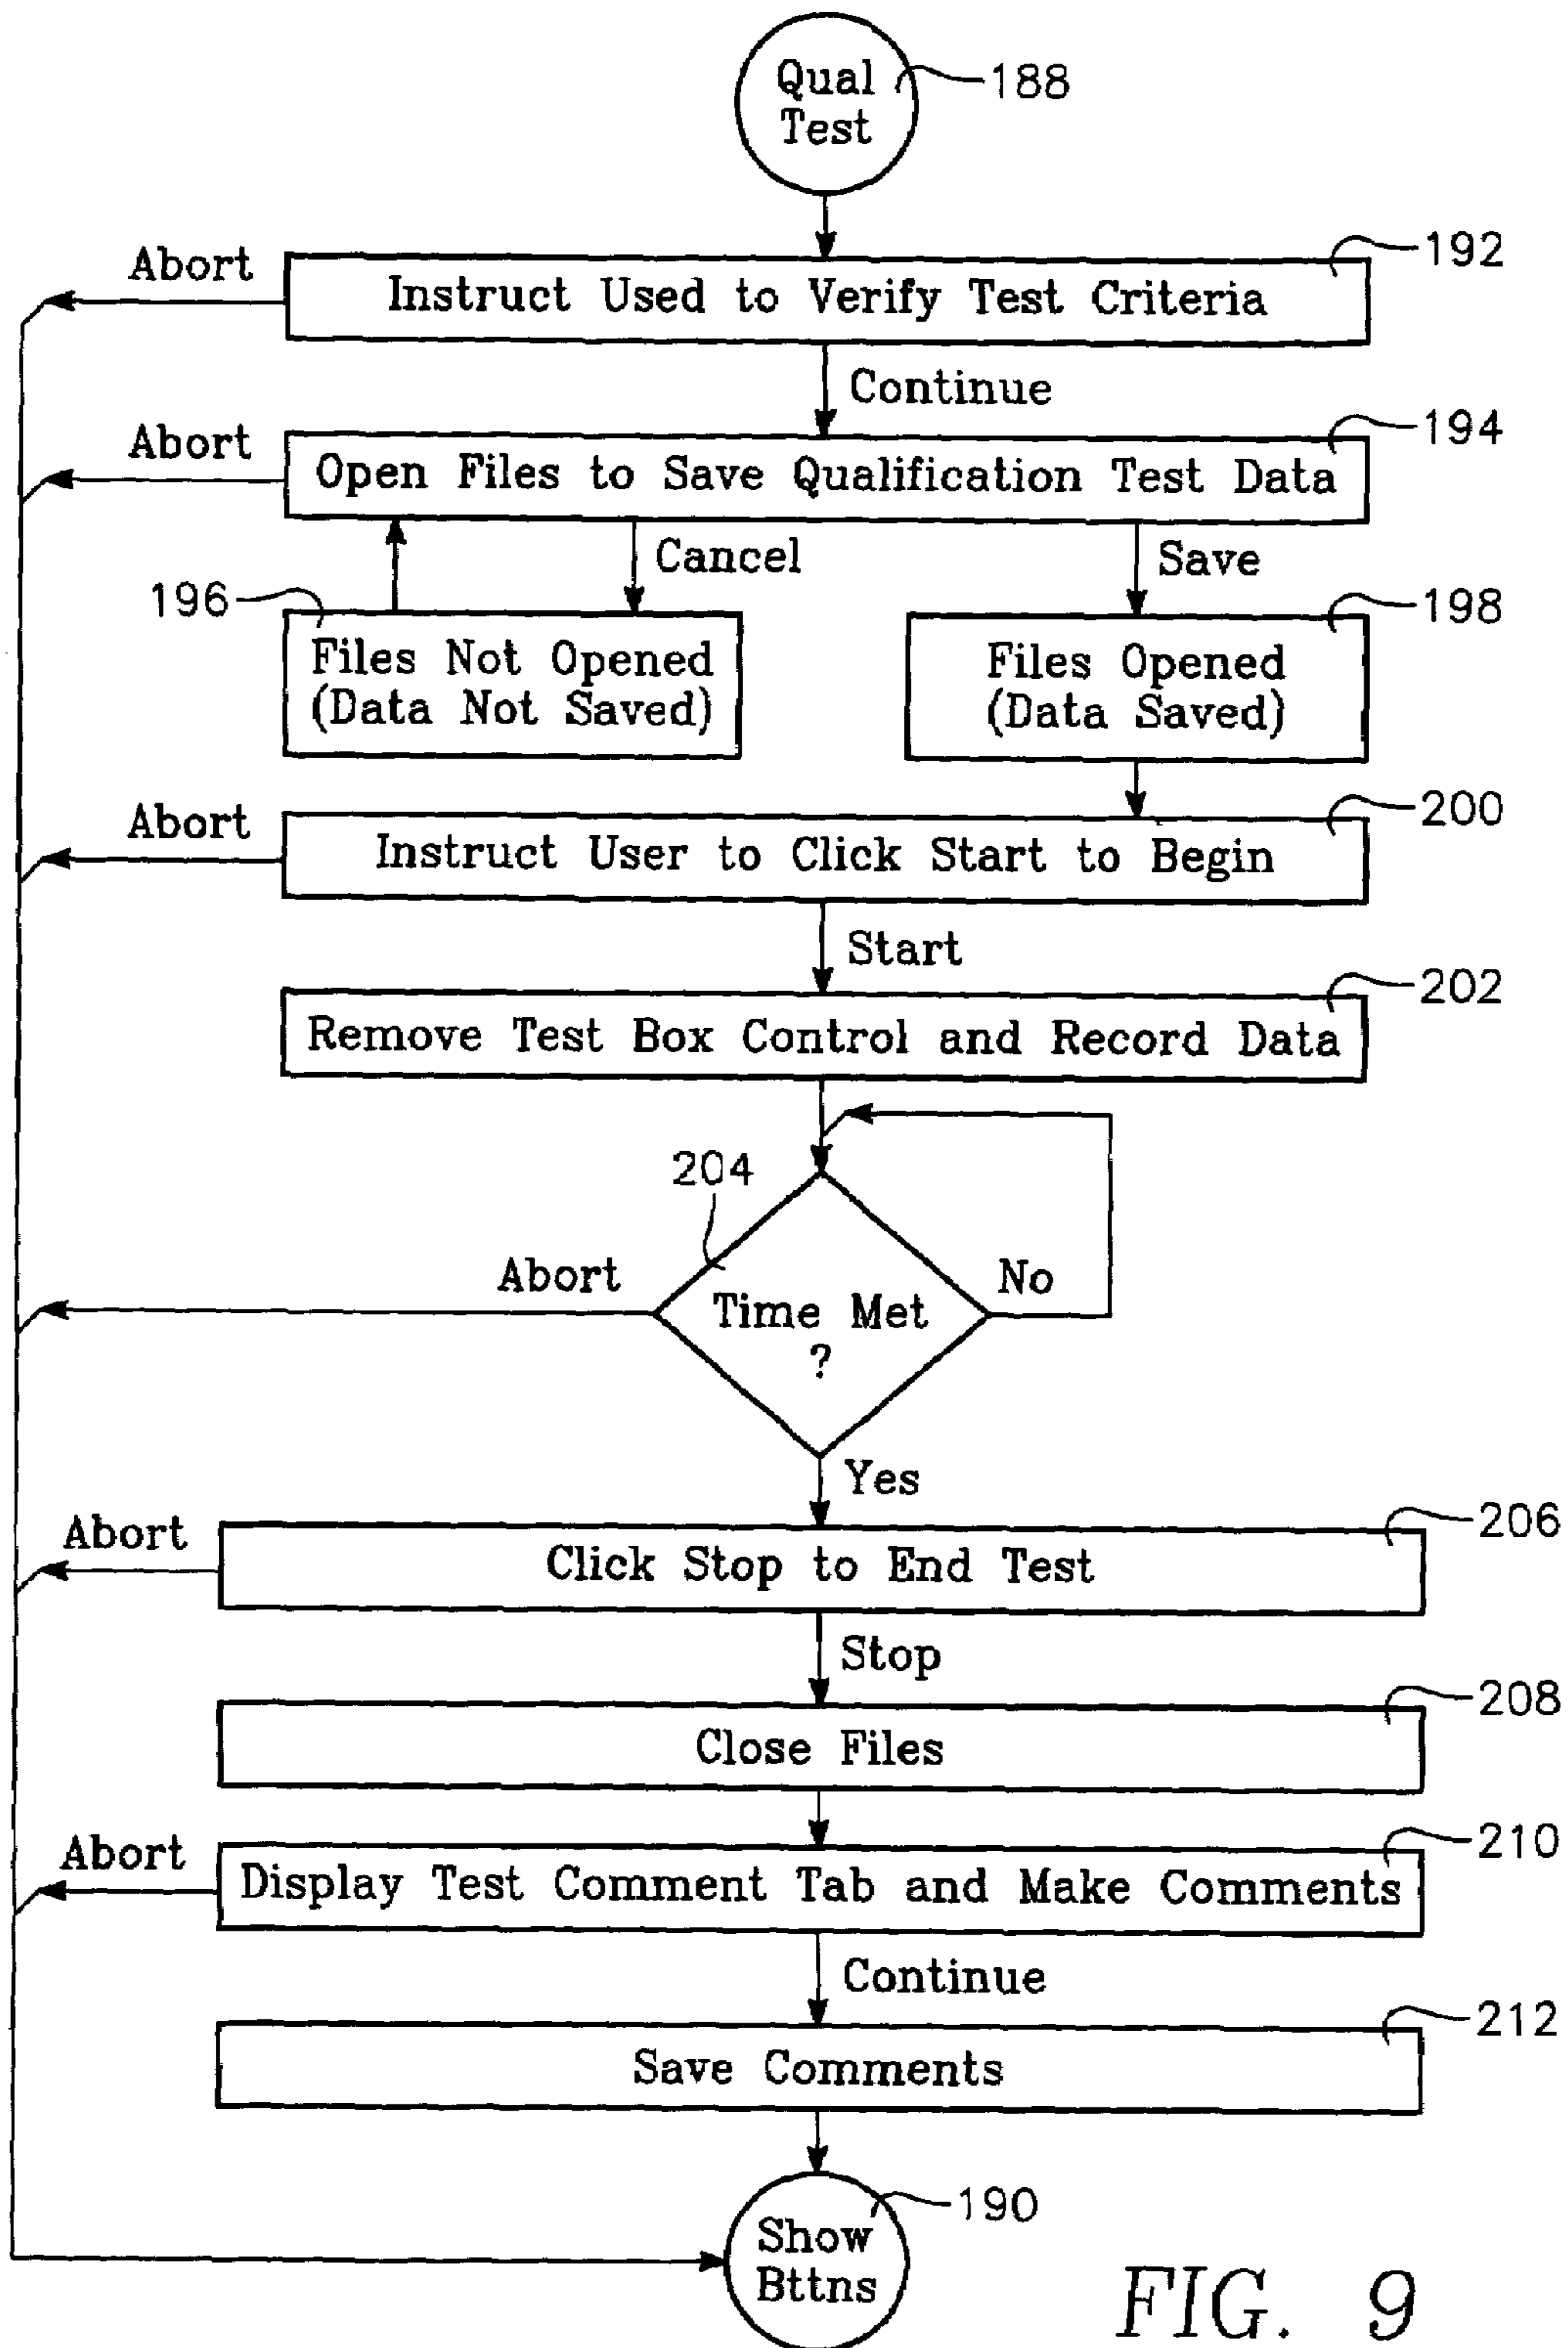 Qual
Test
188
192
Abort
Instruct Used to Verify Test Criteria
Continue
194
Abort
Open Files to Save Qualification Test Data
Cancel
Save
196
198
Files Not Opened
(Data Not Saved)
Files Opened
(Data Saved)
200
Abort
Instruct User to Click Start to Begin
Start
202
Remove Test Box Control and Record Data
204
Abort
No
Time Met
?
Yes
206
Abort
Click Stop to End Test
Stop
208
Close Files
210
Abort
Display Test Comment Tab and Make Comments
Continue
212
Save Comments
190
Show
Bttns
FIG. 9